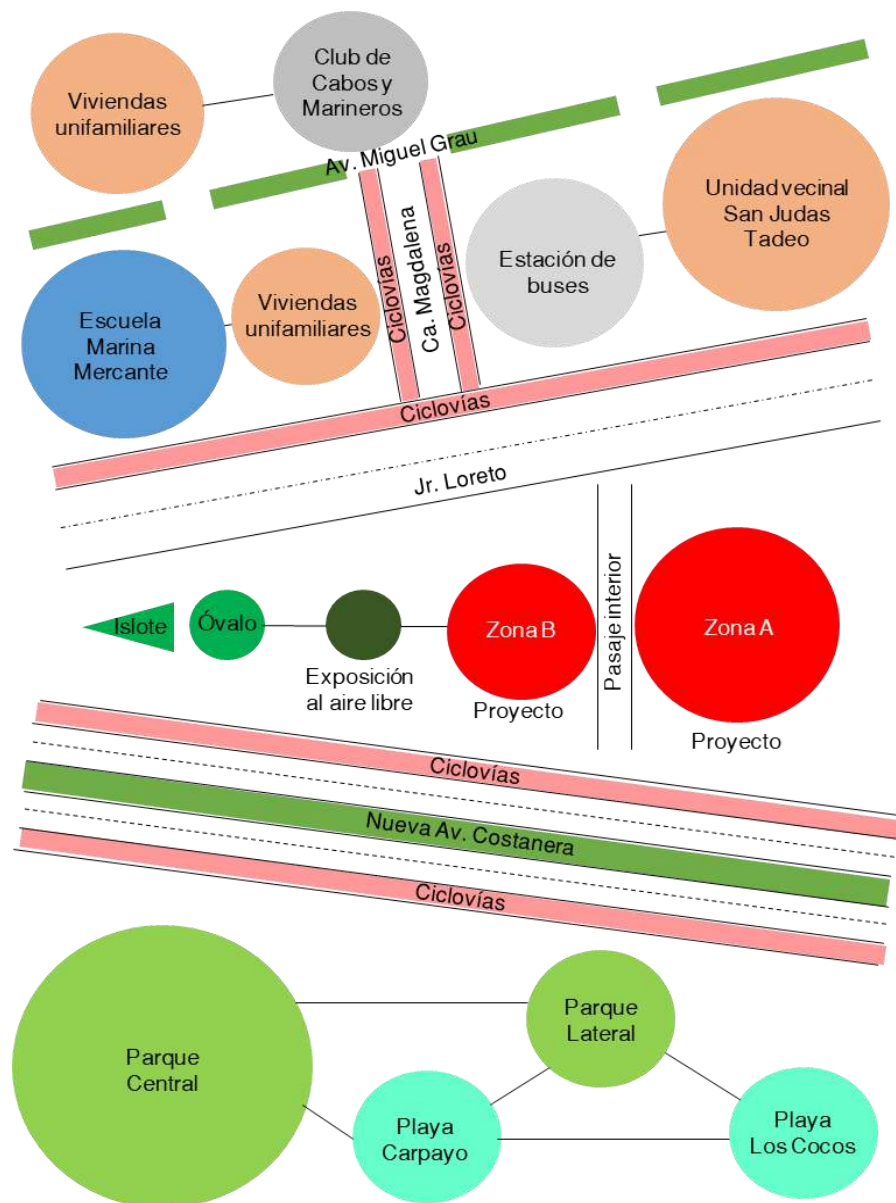 Club de
Cabos y
Marineros
Viviendas
unifamiliares
Av. Miguel Grau
Unidad vecinal
San Judas
Tadeo
Estación de
buses
Ciclovías
Ca. Magdalena
Ciclovías
Viviendas
unifamiliares
Escuela
Marina
Mercante
Ciclovías
Jr. Loreto
Islote
Óvalo
Exposición
al aire libre
Zona B
Proyecto
Pasaje interior
Zona A
Proyecto
Ciclovías
Nueva Av. Costanera
Ciclovías
Parque
Lateral
Parque
Central
Playa
Carpayo
Playa
Los Cocos